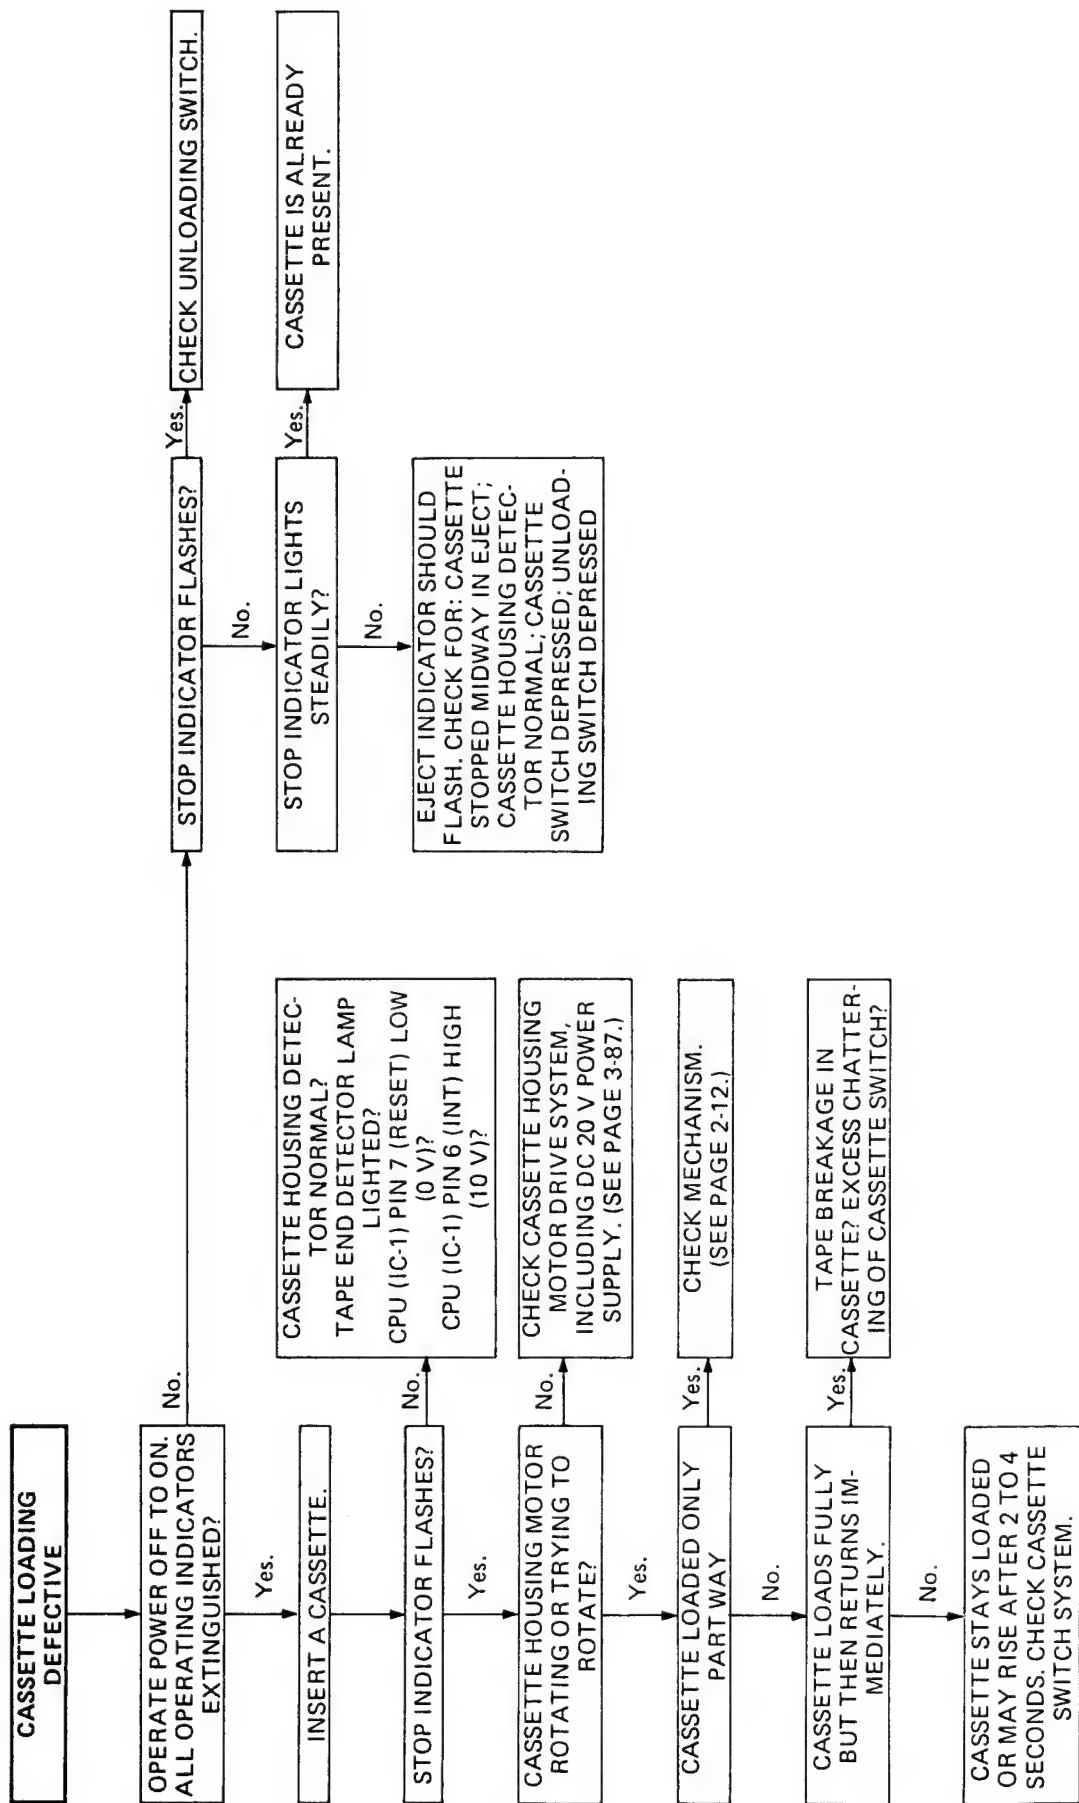 CASSETTE LOADING
DEFECTIVE
OPERATE POWER OFF TO ON.
ALL OPERATING INDICATORS
EXTINGUISHED?
No.
STOP INDICATOR FLASHES?
Yes.
CHECK UNLOADING SWITCH.
No.
STOP INDICATOR LIGHTS
STEADILY?
Yes.
CASSETTE IS ALREADY
PRESENT.
No.
EJECT INDICATOR SHOULD
FLASH. CHECK FOR: CASSETTE
STOPPED MIDWAY IN EJECT;
CASSETTE HOUSING DETEC-
TOR NORMAL; CASSETTE
SWITCH DEPRESSED; UNLOAD-
ING SWITCH DEPRESSED
Yes.
INSERT A CASSETTE.
STOP INDICATOR FLASHES?
No.
CASSETTE HOUSING DETEC-
TOR NORMAL?
TAPE END DETECTOR LAMP
LIGHTED?
CPU (IC-1) PIN 7 (RESET) LOW
(0 V)?
CPU (IC-1) PIN 6 (INT) HIGH
(10 V)?
Yes.
CASSETTE HOUSING MOTOR
ROTATING OR TRYING TO
ROTATE?
No.
CHECK CASSETTE HOUSING
MOTOR DRIVE SYSTEM,
INCLUDING DC 20 V POWER
SUPPLY. (SEE PAGE 3-87.)
Yes.
CASSETTE LOADED ONLY
PART WAY
Yes.
CHECK MECHANISM.
(SEE PAGE 2-12.)
No.
CASSETTE LOADS FULLY
BUT THEN RETURNS IM-
MEDIATELY.
Yes.
TAPE BREAKAGE IN
CASSETTE? EXCESS CHATTER-
ING OF CASSETTE SWITCH?
No.
CASSETTE STAYS LOADED
OR MAY RISE AFTER 2 TO 4
SECONDS. CHECK CASSETTE
SWITCH SYSTEM.